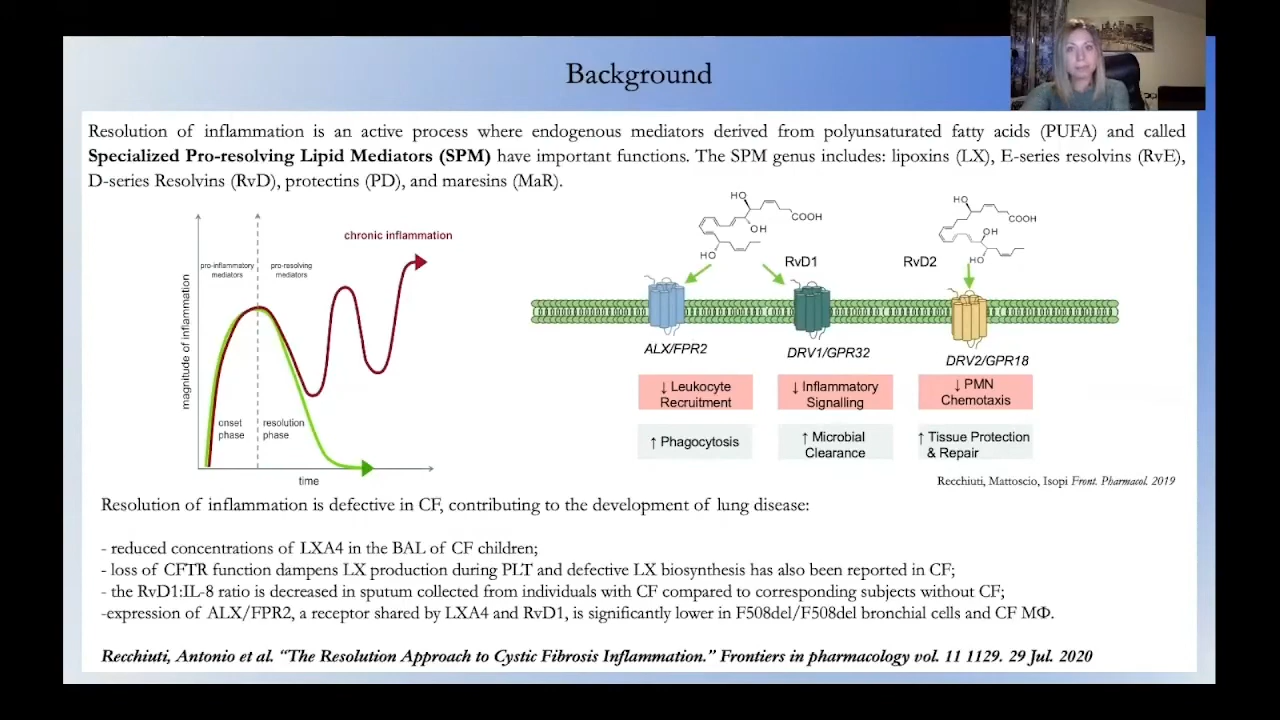 Background
Resolution of inflammation is an active process where endogenous mediators derived from polyunsaturated fatty acids (PUFA) and called
Specialized Pro-resolving Lipid Mediators (SPM) have important functions. The SPM genus includes: lipoxins (LX), E-series resolvins (RvE),
D-series Resolvins (RvD), protectins (PD), and maresins (MaR).
chronic inflammation
pro-inflammatory
mediators
pro-resolving
mediators
magnitude of inflammation
onset
phase
resolution
phase
time
HO
COOH
OH
HO
RvD1
HO
COOH
OH
HO
RvD2
ALX/FPR2
DRV1/GPR32
DRV2/GPR18
↓ Leukocyte
Recruitment
↓ Inflammatory
Signalling
↓ PMN
Chemotaxis
↑ Phagocytosis
↑ Microbial
Clearance
↑ Tissue Protection
& Repair
Recchiuti, Mattoscio, Isopi Front. Pharmacol. 2019
Resolution of inflammation is defective in CF, contributing to the development of lung disease:
- reduced concentrations of LXA4 in the BAL of CF children;
- loss of CFTR function dampens LX production during PLT and defective LX biosynthesis has also been reported in CF;
- the RvD1:IL-8 ratio is decreased in sputum collected from individuals with CF compared to corresponding subjects without CF;
-expression of ALX/FPR2, a receptor shared by LXA4 and RvD1, is significantly lower in F508del/F508del bronchial cells and CF MΦ.
Recchiuti, Antonio et al. “The Resolution Approach to Cystic Fibrosis Inflammation.” Frontiers in pharmacology vol. 11 1129. 29 Jul. 2020